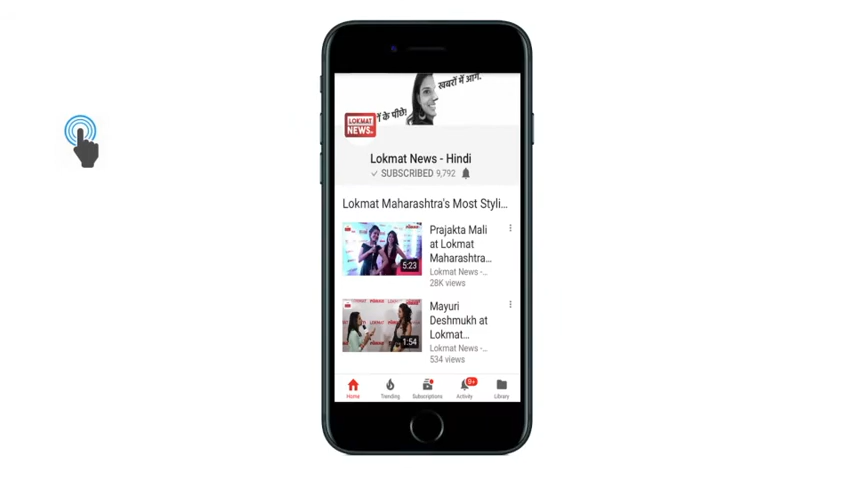 खबरों में आगे.
के पीछे!
LOKMAT
NEWS.
Lokmat News - Hindi
SUBSCRIBED 9,792
Lokmat Maharashtra's Most Styli...
Prajakta Mali
at Lokmat
Maharashtra...
Lokmat News -...
28K views
5:23
Mayuri
Deshmukh at
Lokmat...
Lokmat News -...
534 views
1:54
Home
Trending
Subscriptions
9+
Activity
Library